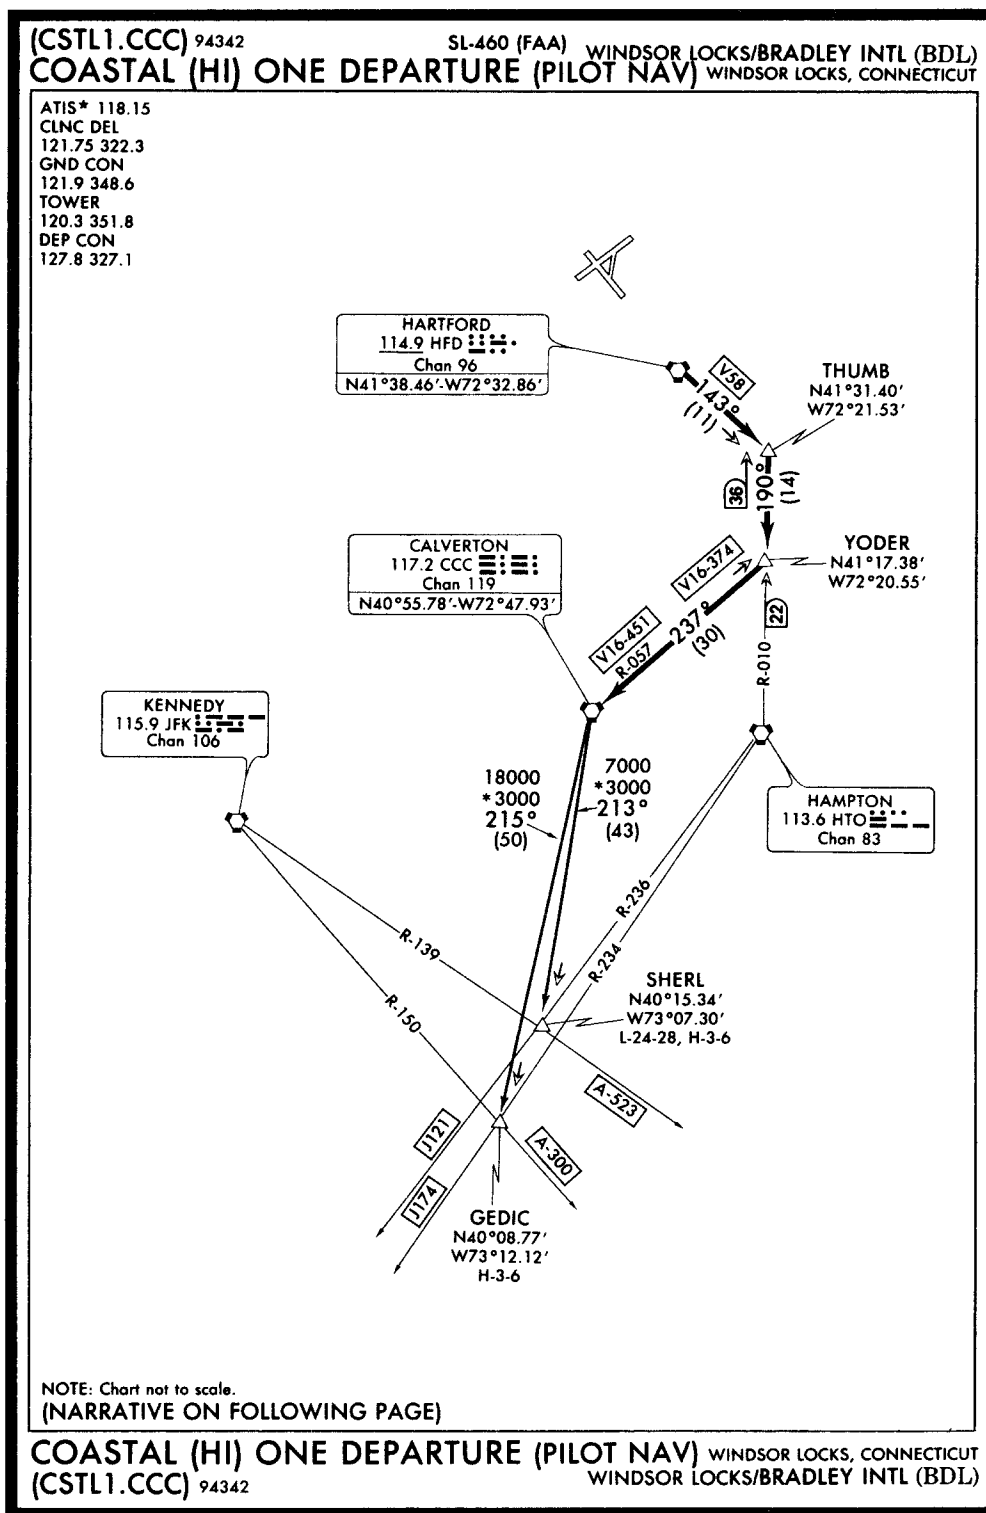 (CSTL1.CCC) 94342
SL-460 (FAA)
WINDSOR LOCKS/BRADLEY INTL (BDL)
COASTAL (HI) ONE DEPARTURE (PILOT NAV) WINDSOR LOCKS, CONNECTICUT
ATIS* 118.15
CLNC DEL
121.75 322.3
GND CON
121.9 348.6
TOWER
120.3 351.8
DEP CON
127.8 327.1
HARTFORD
114.9 HFD
Chan 96
N41°38.46'-W72°32.86'
V58
143°
(11)
THUMB
N41°31.40'
W72°21.53'
36
190°
(14)
CALVERTON
117.2 CCC
Chan 119
N40°55.78'-W72°47.93'
YODER
N41°17.38'
W72°20.55'
V16-374
V16-451
237°
(30)
R-057
22
R-010
KENNEDY
115.9 JFK
Chan 106
18000
*3000
215°
(50)
7000
*3000
213°
(43)
HAMPTON
113.6 HTO
Chan 83
R-236
R-234
R-139
R-150
SHERL
N40°15.34'
W73°07.30'
L-24-28, H-3-6
A-523
J121
A-300
J174
GEDIC
N40°08.77'
W73°12.12'
H-3-6
NOTE: Chart not to scale.
(NARRATIVE ON FOLLOWING PAGE)
COASTAL (HI) ONE DEPARTURE (PILOT NAV) WINDSOR LOCKS, CONNECTICUT
(CSTL1.CCC) 94342
WINDSOR LOCKS/BRADLEY INTL (BDL)